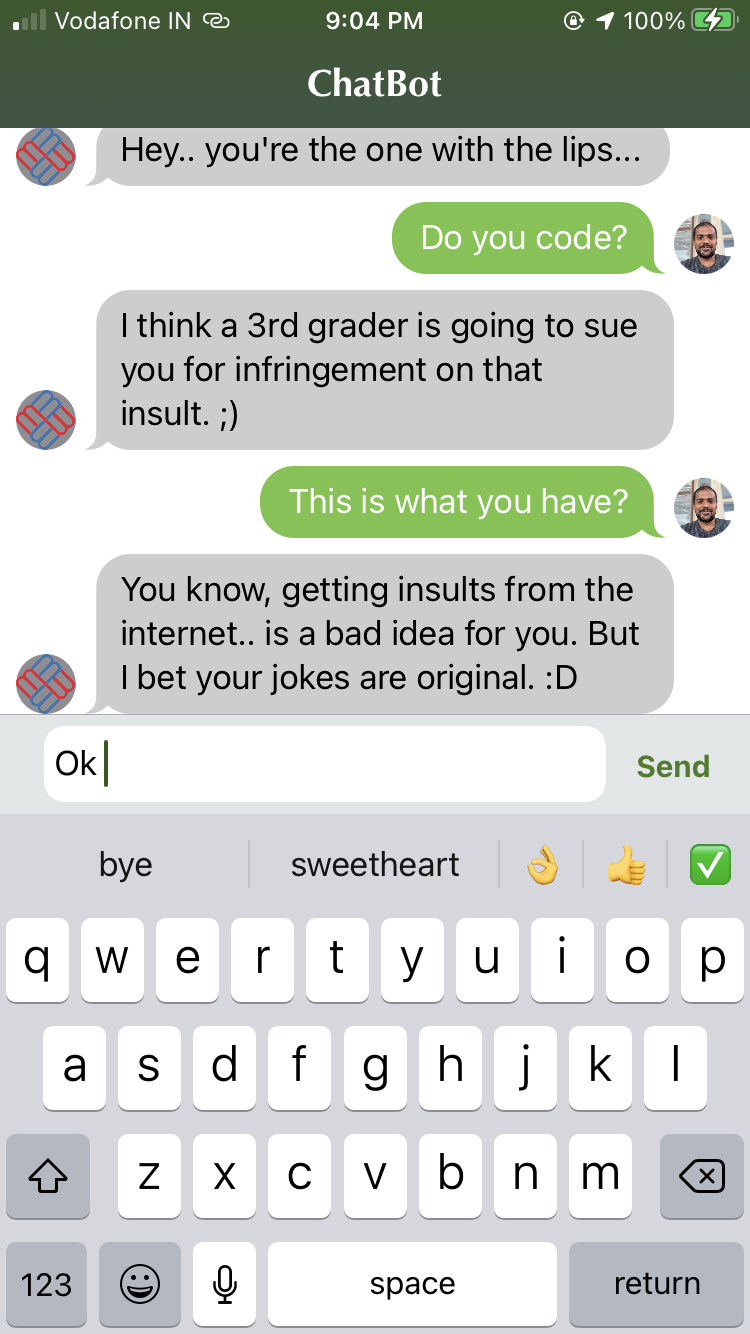 Vodafone IN 9:04 PM 100%
ChatBot
Hey.. you're the one with the lips...
Do you code?
I think a 3rd grader is going to sue
you for infringement on that
insult. ;)
This is what you have?
You know, getting insults from the
internet.. is a bad idea for you. But
I bet your jokes are original. :D
Ok Send
bye sweetheart 👌 👍 ✅
q w e r t y u i o p
a s d f g h j k l
z x c v b n m
123 space return